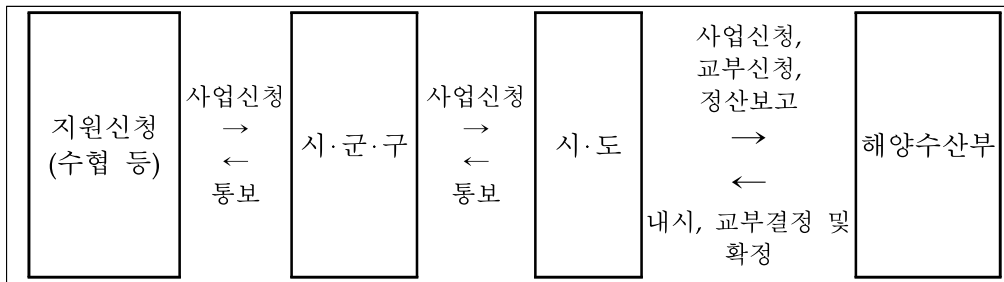 지원신청
(수협 등)
사업신청
→
←
통보
시·군·구
사업신청
→
←
통보
시·도
사업신청,
교부신청,
정산보고
→
←
내시, 교부결정 및
확정
해양수산부